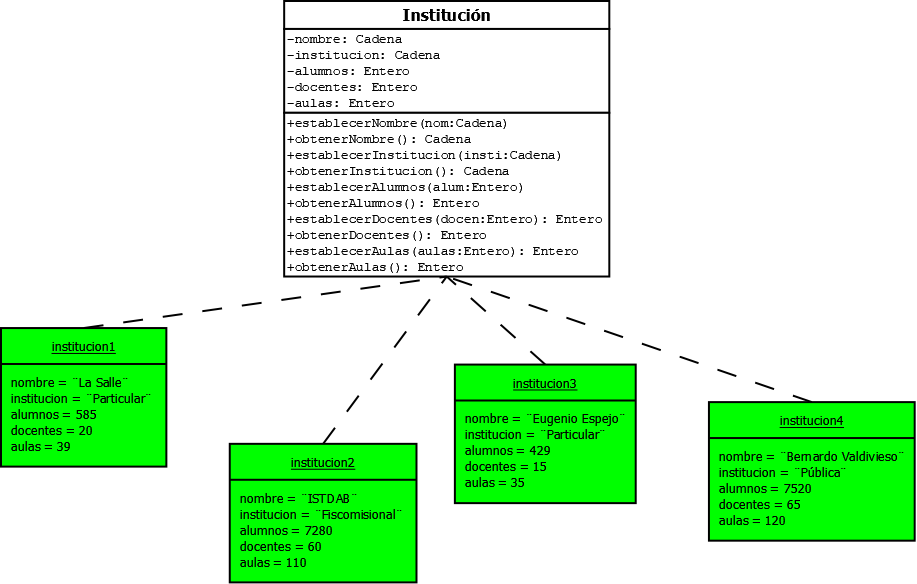 Institución
-nombre: Cadena
-institucion: Cadena
-alumnos: Entero
-docentes: Entero
-aulas: Entero
+establecerNombre(nom:Cadena)
+obtenerNombre(): Cadena
+establecerInstitucion(insti:Cadena)
+obtenerInstitucion(): Cadena
+establecerAlumnos(alum:Entero)
+obtenerAlumnos(): Entero
+establecerDocentes(docen:Entero): Entero
+obtenerDocentes(): Entero
+establecerAulas(aulas:Entero): Entero
+obtenerAulas(): Entero
institucion1
nombre = ¨La Salle¨
institucion = ¨Particular¨
alumnos = 585
docentes = 20
aulas = 39
institucion2
nombre = ¨ISTDAB¨
institucion = ¨Fiscomisional¨
alumnos = 7280
docentes = 60
aulas = 110
institucion3
nombre = ¨Eugenio Espejo¨
institucion = ¨Particular¨
alumnos = 429
docentes = 15
aulas = 35
institucion4
nombre = ¨Bernardo Valdivieso¨
institucion = ¨Pública¨
alumnos = 7520
docentes = 65
aulas = 120